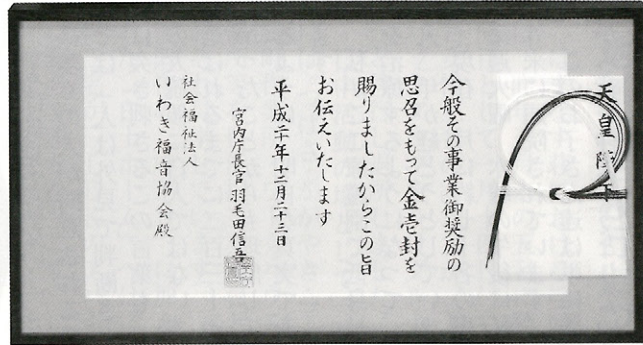 天皇陛下
今般その事業御奨励の
思召をもって金壱封を
賜りましたからこの旨
お伝えいたします
平成二十年十二月二十三日
宮内庁長官羽毛田信吾
社会福祉法人
いわき福音協会殿